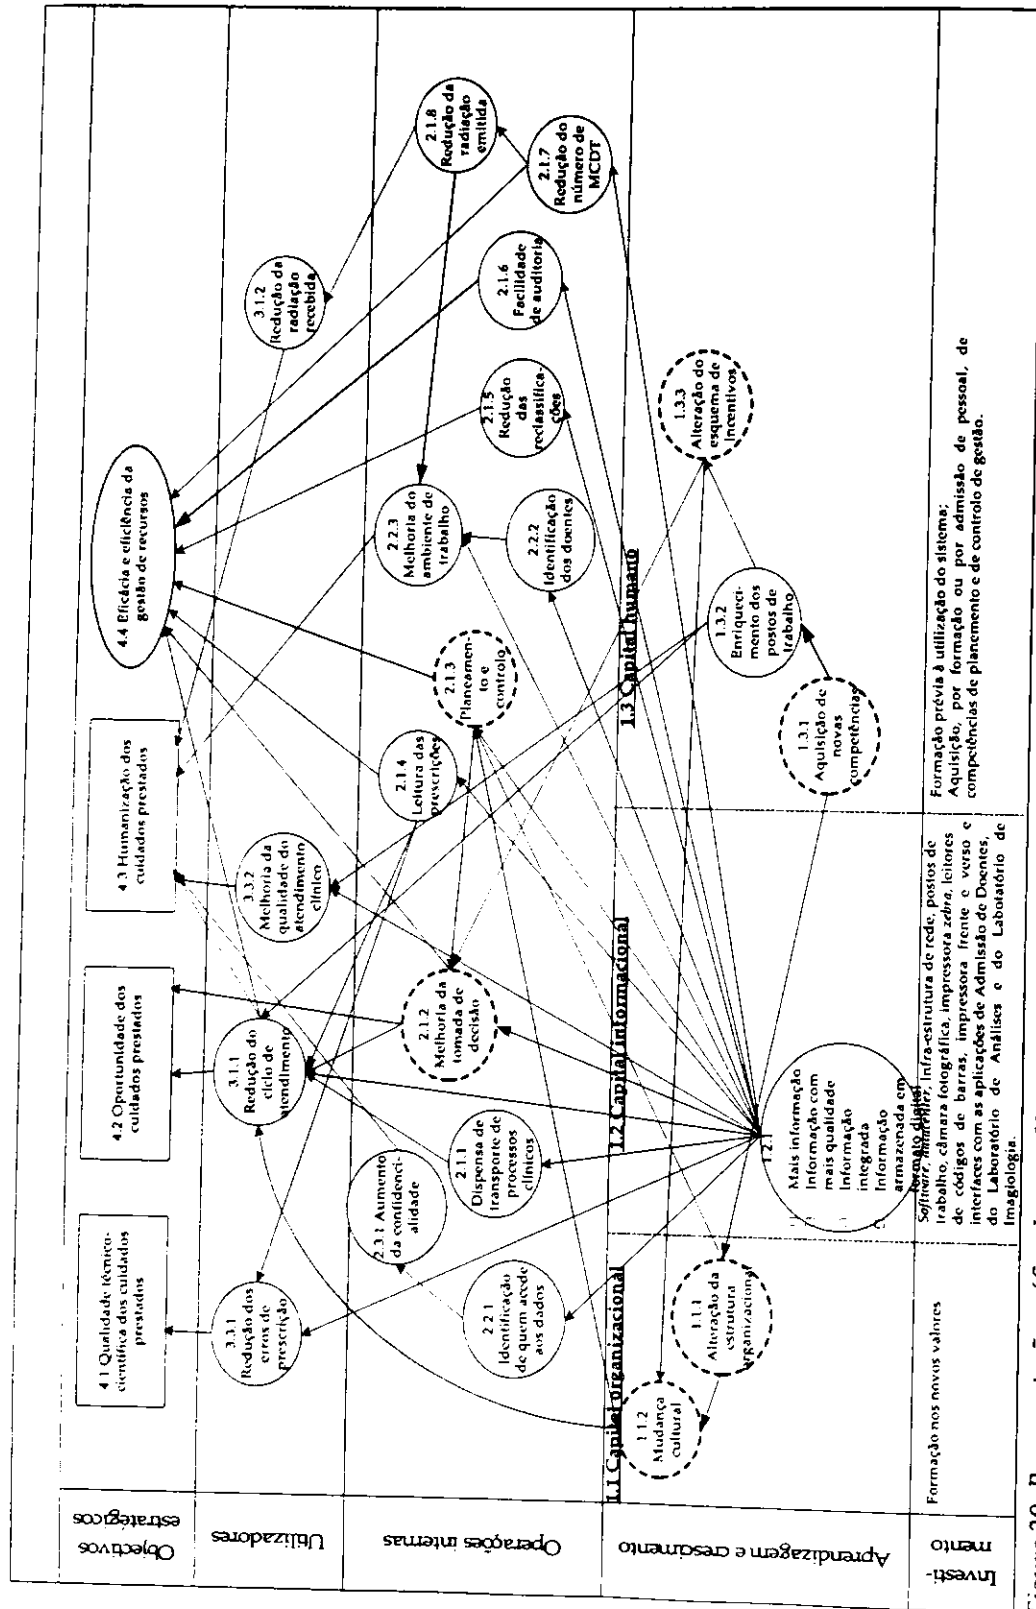 Objectivos
estratégicos
4.1 Qualidade técnico-
científica dos cuidados
prestados
4.2 Oportunidade dos
cuidados prestados
4.3 Humanização dos
cuidados prestados
4.4 Eficácia e eficiência da
gestão de recursos
Utilizadores
3.3.1
Redução dos
erros de
prescrição
3.1.1
Redução do
ciclo de
atendimento
3.3.2
Melhoria da
qualidade do
atendimento
clínico
3.1.2
Redução da
radiação
recebida
Operações internas
2.3.1 Aumento
da confidenci-
alidade
2.2.1
Identificação
de quem acede
aos dados
2.1.1
Dispensa de
transporte de
processos
clínicos
2.1.2
Melhoria da
tomada de
decisão
2.1.4
Leitura das
prescrições
2.1.3
Planeamen-
to e
controlo
2.2.3
Melhoria do
ambiente de
trabalho
2.2.2
Identificação
dos doentes
2.1.5
Redução
das
reclassifica-
ções
2.1.6
Facilidade
de auditoria
2.1.8
Redução da
radiação
emitida
2.1.7
Redução do
número de
MCDT
Aprendizagem e crescimento
1.1 Capital organizacional
1.1.2
Mudança
cultural
1.1.1
Alteração da
estrutura
organizacional
1.2 Capital informacional
1.2.1
Mais informação
Informação com
mais qualidade
Informação
integrada
Informação
armazenada em
formato digital
1.3 Capital humano
1.3.1
Aquisição de
novas
competências
1.3.2
Enriqueci-
mento dos
postos de
trabalho
1.3.3
Alteração do
esquema de
Incentivos
Investi-
mento
Formação nos novos valores
Software, infra-estrutura de rede, postos de
trabalho, câmara fotográfica, impressora zebra, leitores
de códigos de barras, impressora frente e verso e
interfaces com as aplicações de Admissão de Doentes,
do Laboratório de Análises e do Labotatório de
Imagiologia.
Formação prévia à utilização do sistema;
Aquisição, por formação ou por admissão de pessoal, de
competências de planemento e de controlo de gestão.